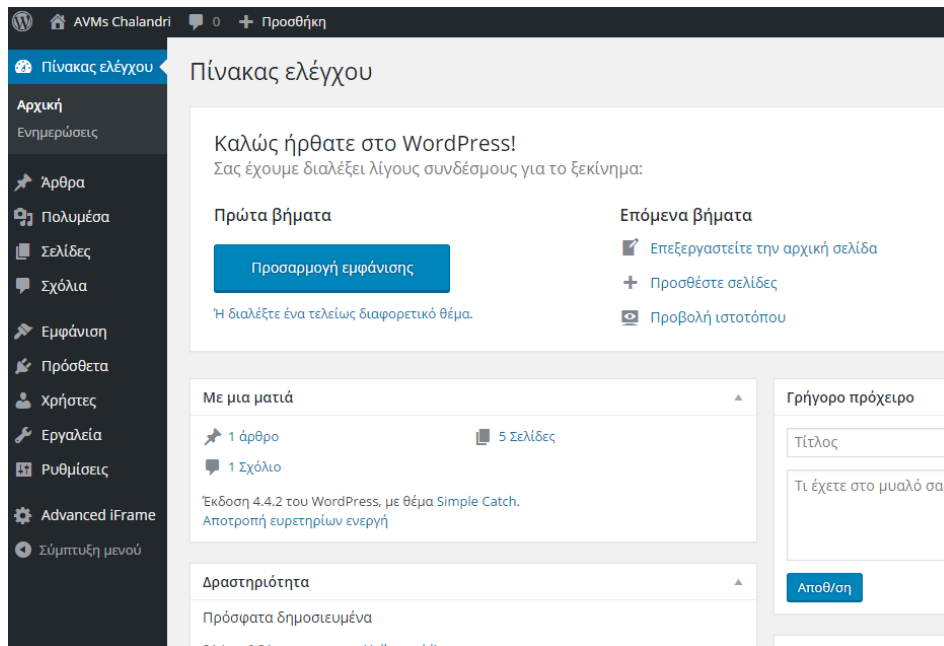 AVMs Chalandri 0 Προσθήκη
Πίνακας ελέγχου
Αρχική
Ενημερώσεις
Άρθρα
Πολυμέσα
Σελίδες
Σχόλια
Εμφάνιση
Πρόσθετα
Χρήστες
Εργαλεία
Ρυθμίσεις
Advanced iFrame
Σύμπτυξη μενού
Πίνακας ελέγχου
Καλώς ήρθατε στο WordPress!
Σας έχουμε διαλέξει λίγους συνδέσμους για το ξεκίνημα:
Πρώτα βήματα
Προσαρμογή εμφάνισης
Ή διαλέξτε ένα τελείως διαφορετικό θέμα.
Επόμενα βήματα
Επεξεργαστείτε την αρχική σελίδα
Προσθέστε σελίδες
Προβολή ιστοτόπου
Με μια ματιά
1 άρθρο
5 Σελίδες
1 Σχόλιο
Έκδοση 4.4.2 του WordPress, με θέμα Simple Catch.
Αποτροπή ευρετηρίων ενεργή
Δραστηριότητα
Πρόσφατα δημοσιευμένα
Γρήγορο πρόχειρο
Τίτλος
Τι έχετε στο μυαλό σα
Αποθ/ση